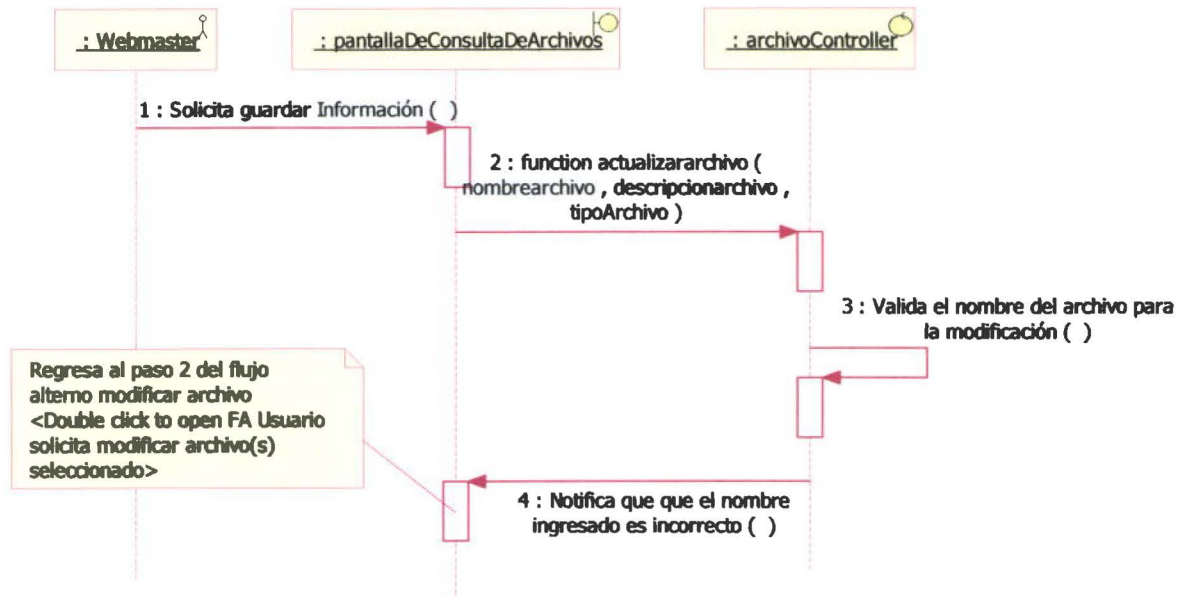 : Webmaster
: pantallaDeConsultaDeArchivos
: archivoController
1 : Solicita guardar Información ( )
2 : function actualizararchivo (
nombrearchivo , descripcionarchivo ,
tipoArchivo )
3 : Valida el nombre del archivo para
la modificación ( )
Regresa al paso 2 del flujo
alterno modificar archivo
<Double click to open FA Usuario
solicita modificar archivo(s)
seleccionado>
4 : Notifica que que el nombre
ingresado es incorrecto ( )